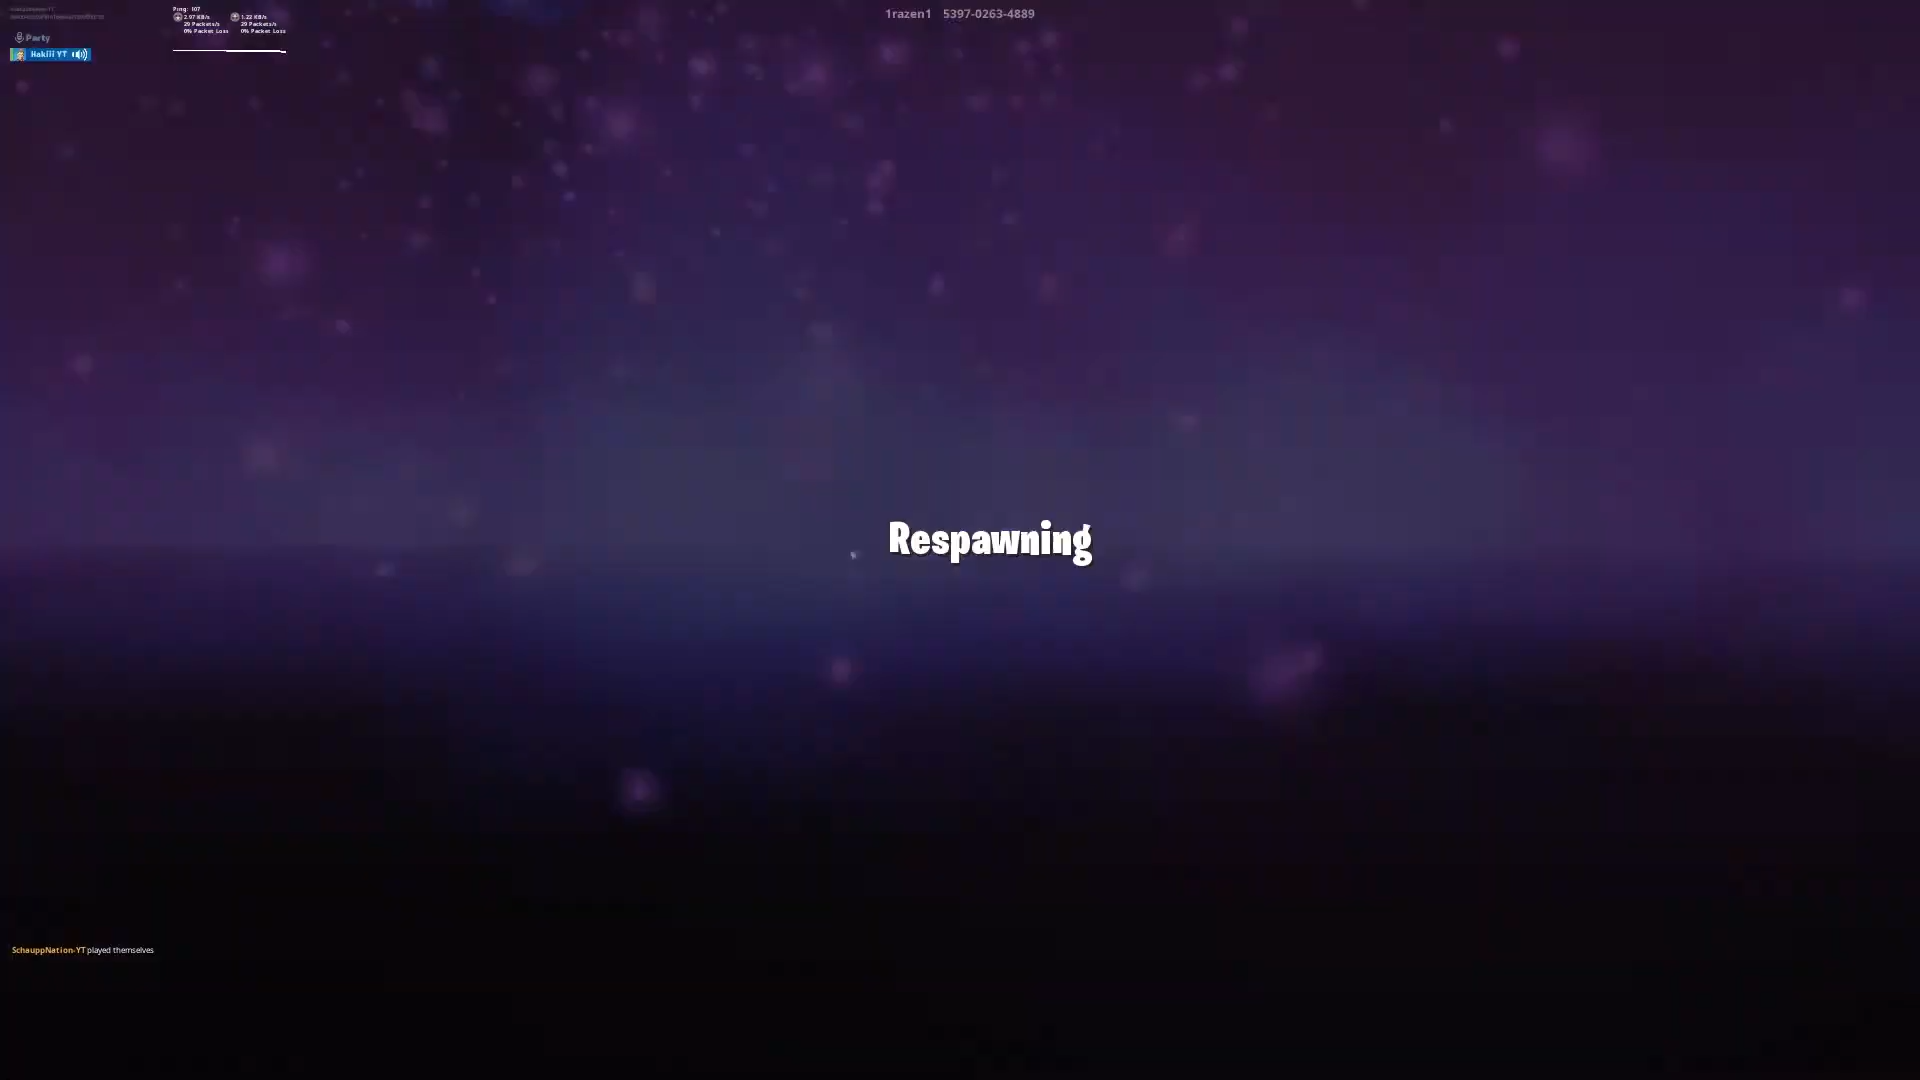 Ping: 107
2.97 KB/s 1.22 KB/s
29 Packets/s 29 Packets/s
0% Packet Loss 0% Packet Loss
1razen1 5397-0263-4889
Party
Hakiii YT
Respawning
SchauppNation-YT played themselves